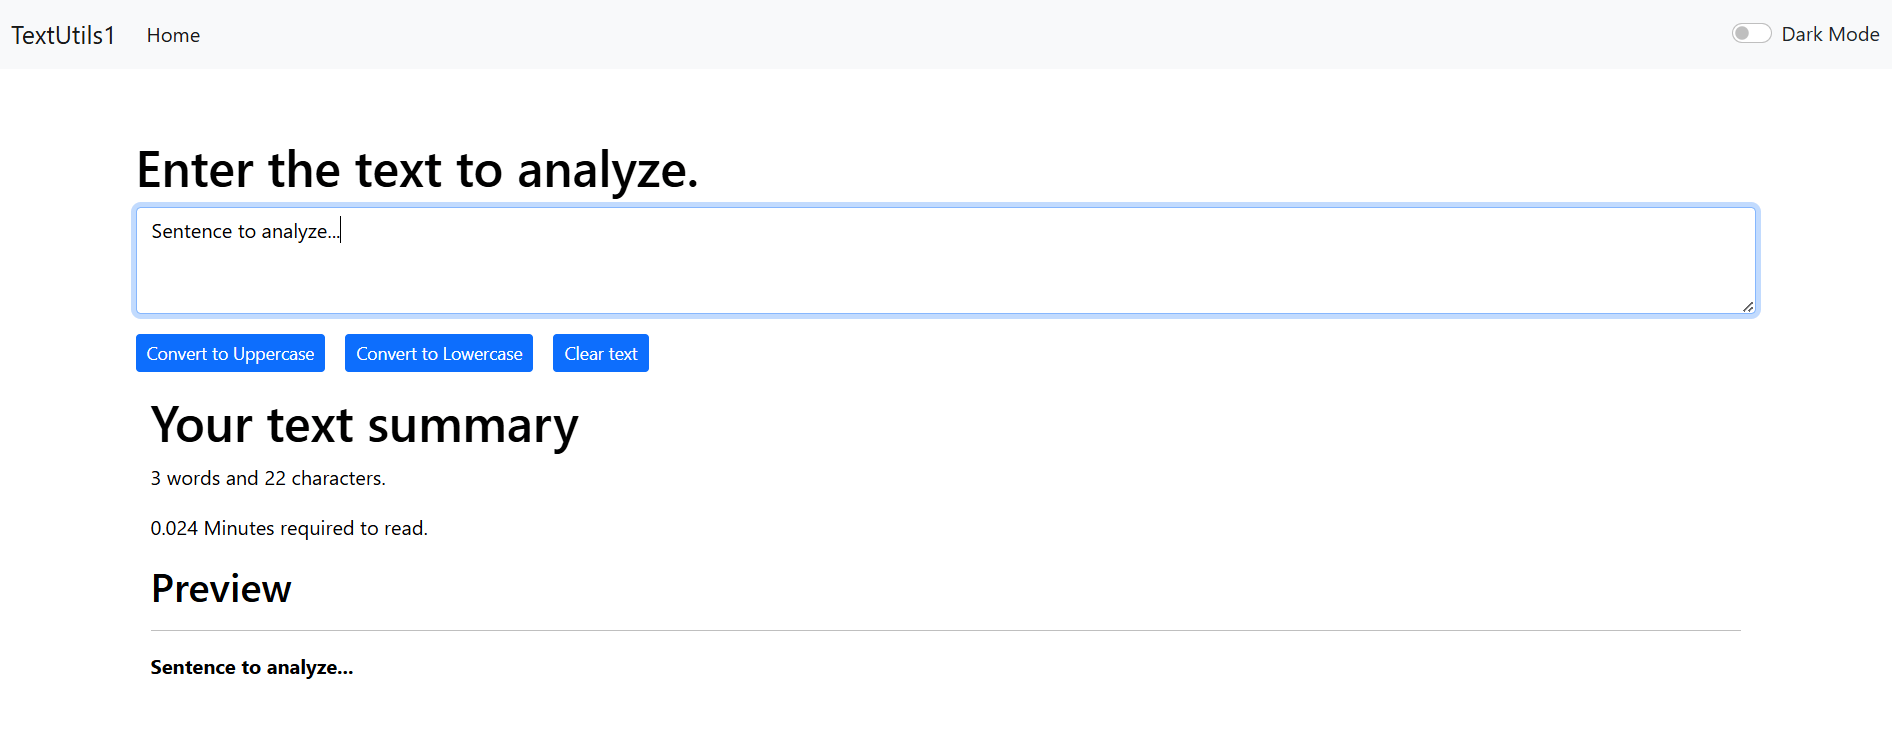 TextUtils1 Home Dark Mode
Enter the text to analyze.
Sentence to analyze...
Convert to Uppercase Convert to Lowercase Clear text
Your text summary
3 words and 22 characters.
0.024 Minutes required to read.
Preview
Sentence to analyze...